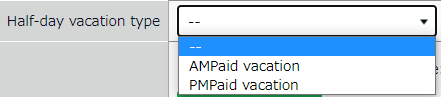 Half-day vacation type --
--
AMPaid vacation
PMPaid vacation